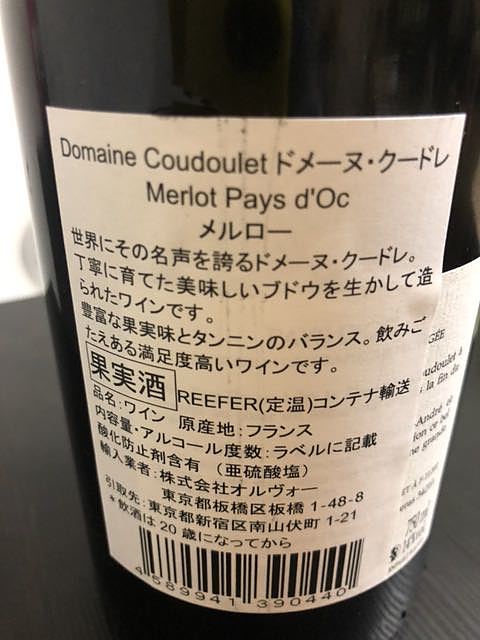 Domaine Coudoulet ドメーヌ・クードレ
Merlot Pays d'Oc
メルロー
世界にその名声を誇るドメーヌ・クードレ。
丁寧に育てた美味しいブドウを生かして造
られたワインです。
豊富な果実味とタンニンのバランス。飲みご
たえある満足度高いワインです。
果実酒 REEFER(定温)コンテナ輸送
品名：ワイン 原産地：フランス
内容量・アルコール度数：ラベルに記載
酸化防止剤含有 （亜硫酸塩）
輸入業者：株式会社オルヴォー
東京都板橋区板橋 1-48-8
引取先：東京都新宿区南山伏町 1-21
＊飲酒は20歳になってから
4589941390440
oudoulet à
la fin du
André et